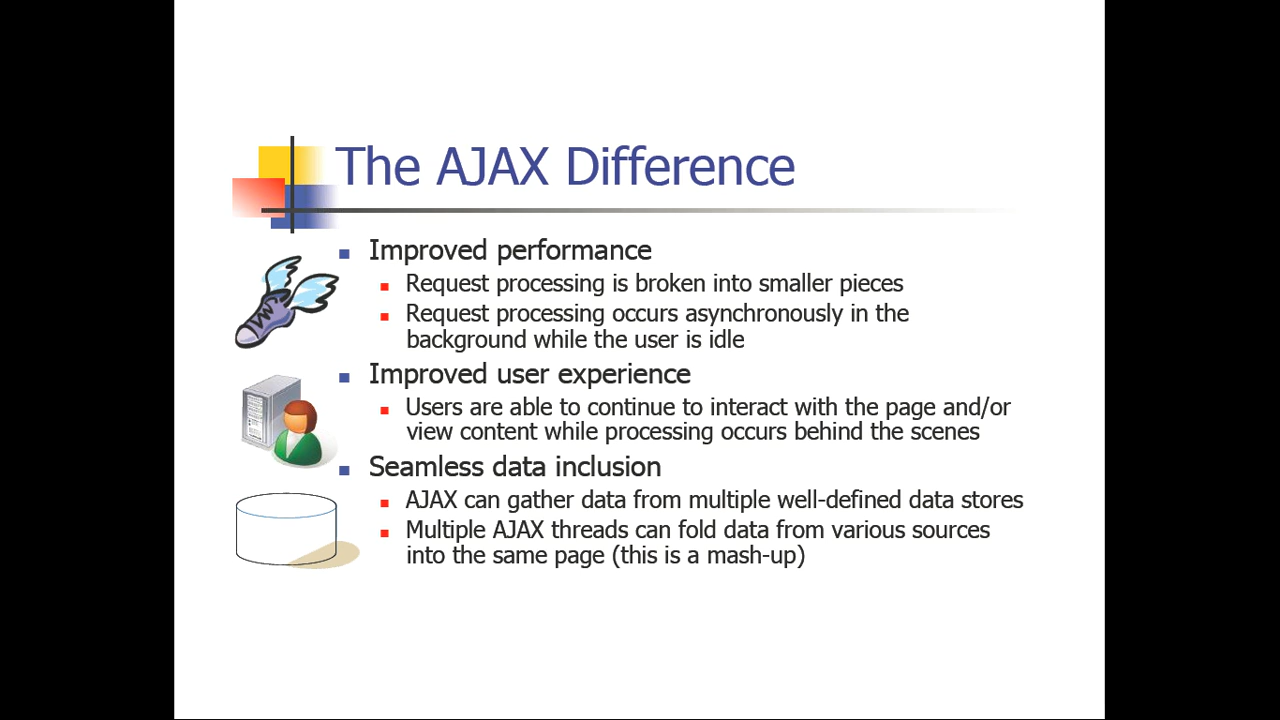 The AJAX Difference
Improved performance
Request processing is broken into smaller pieces
Request processing occurs asynchronously in the
background while the user is idle
Improved user experience
Users are able to continue to interact with the page and/or
view content while processing occurs behind the scenes
Seamless data inclusion
AJAX can gather data from multiple well-defined data stores
Multiple AJAX threads can fold data from various sources
into the same page (this is a mash-up)